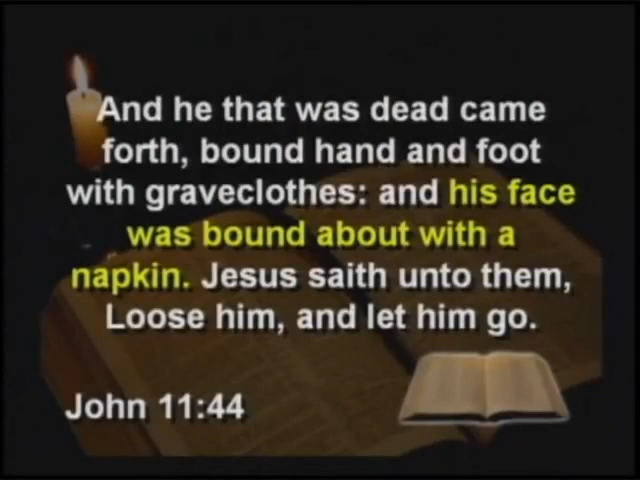 And he that was dead came
forth, bound hand and foot
with graveclothes: and his face
was bound about with a
napkin. Jesus saith unto them,
Loose him, and let him go.
John 11:44